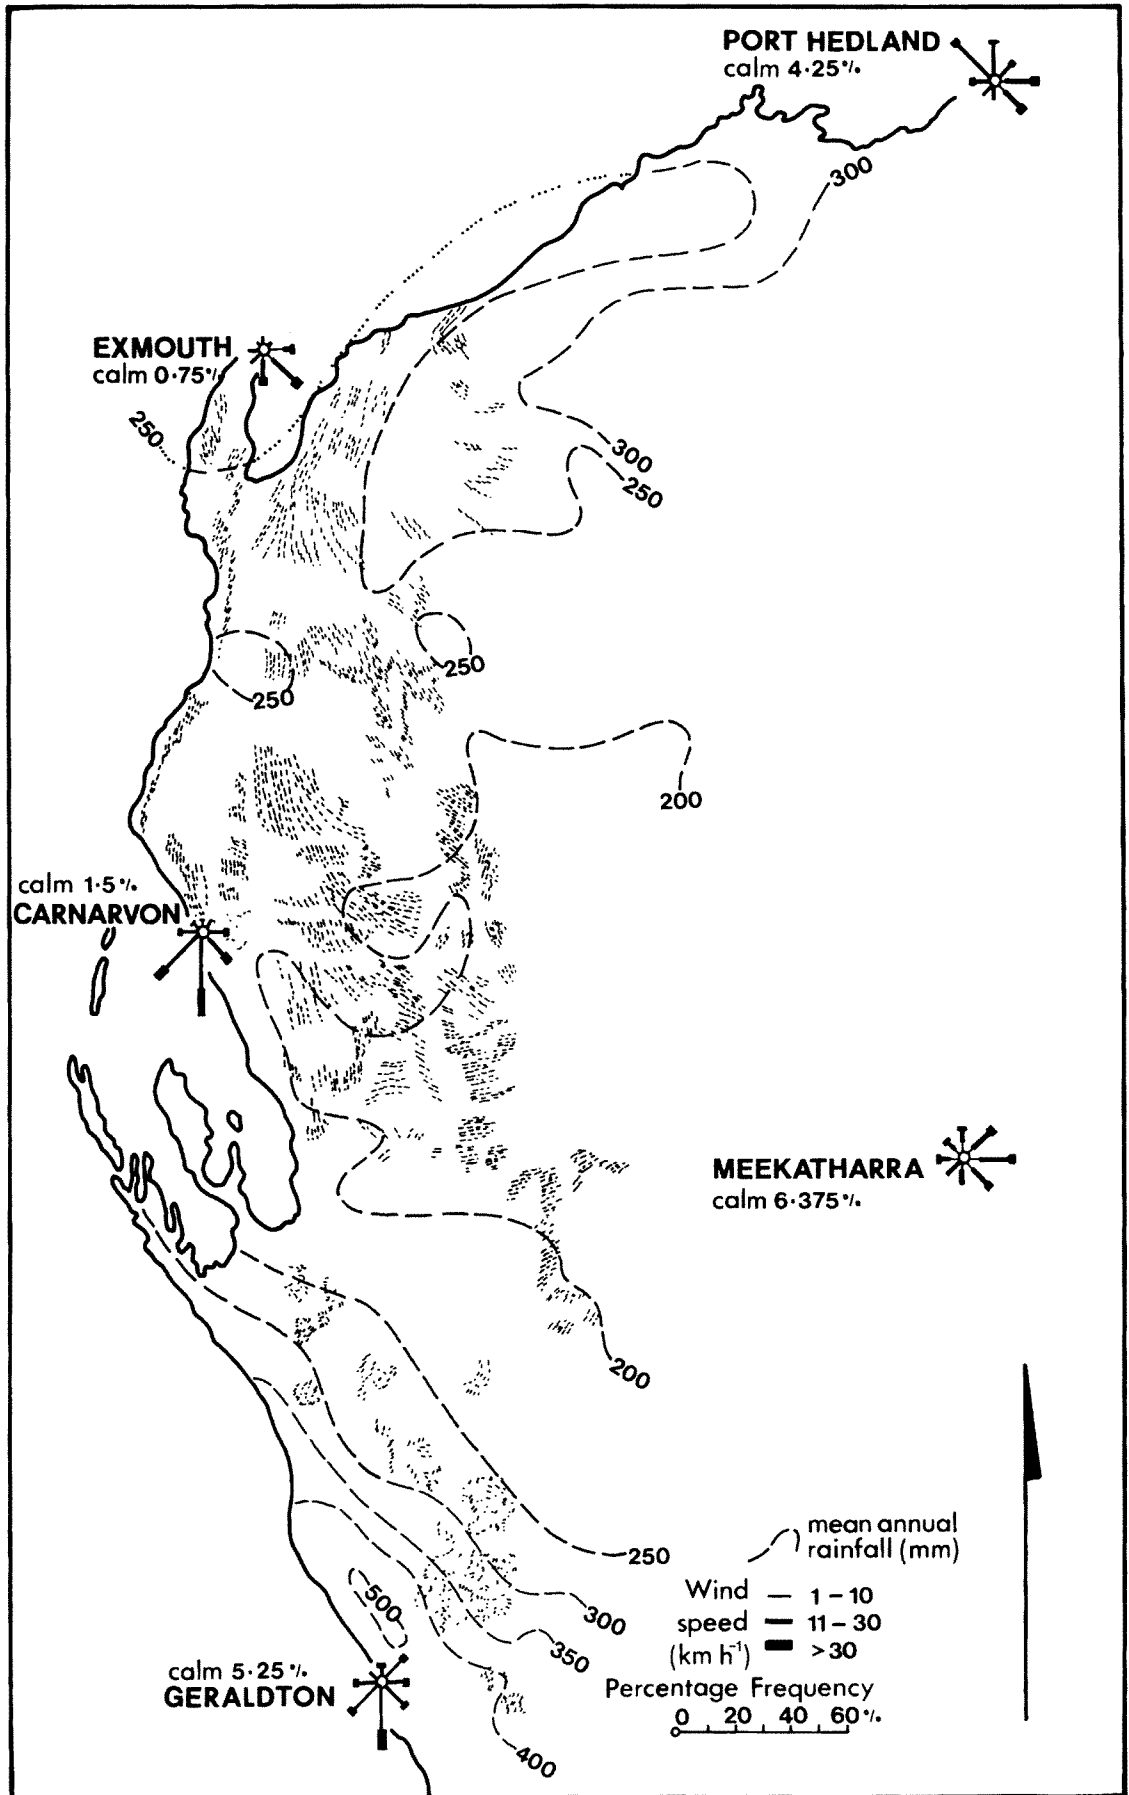 PORT HEDLAND
calm 4·25%
300
EXMOUTH
calm 0·75%
250
300
250
250
250
200
calm 1·5%
CARNARVON
MEEKATHARRA
calm 6·375%
200
mean annual
rainfall (mm)
250
Wind
speed
(km h⁻¹)
1 – 10
11 – 30
>30
500
300
350
calm 5·25%
GERALDTON
Percentage Frequency
0 20 40 60%
400